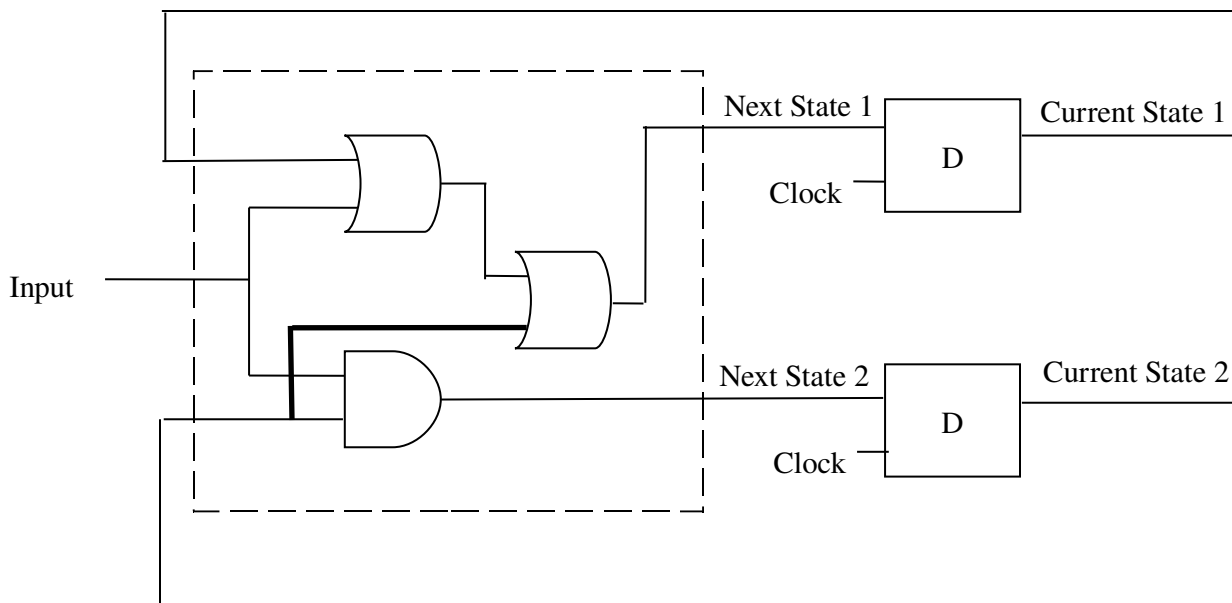 Next State 1
Current State 1
D
Clock
Input
Next State 2
Current State 2
D
Clock